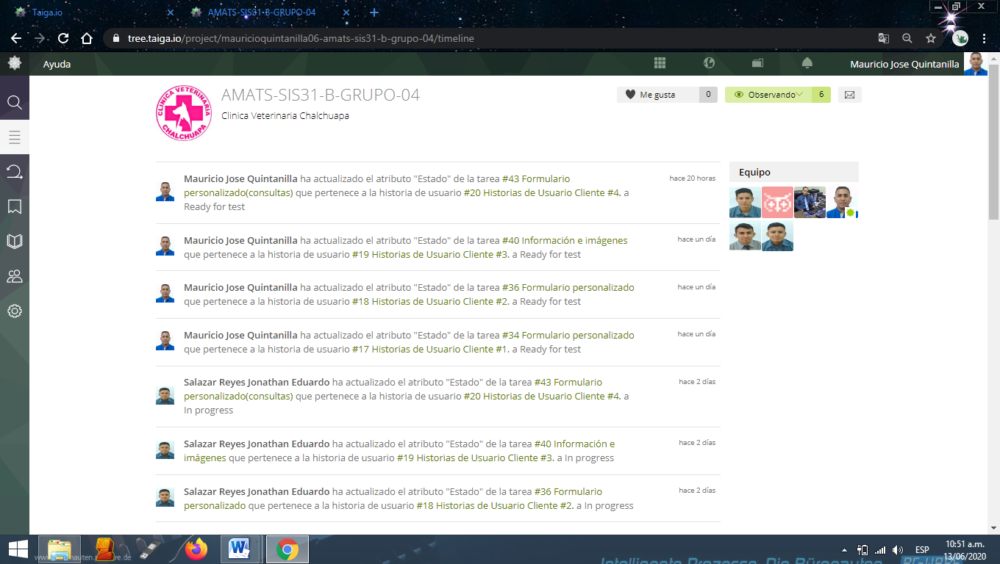 Taiga.io
AMATS-SIS31-B-GRUPO-04
tree.taiga.io/project/mauricioquintanilla06-amats-sis31-b-grupo-04/timeline
Ayuda
Mauricio Jose Quintanilla
CLINICA VETERINARIA
CHALCHUAPA
AMATS-SIS31-B-GRUPO-04
Clinica Veterinaria Chalchuapa
Me gusta 0
Observando 6
Equipo
Mauricio Jose Quintanilla ha actualizado el atributo "Estado" de la tarea #43 Formulario
personalizado(consultas) que pertenece a la historia de usuario #20 Historias de Usuario Cliente #4. a
Ready for test
hace 20 horas
Mauricio Jose Quintanilla ha actualizado el atributo "Estado" de la tarea #40 Información e imágenes
que pertenece a la historia de usuario #19 Historias de Usuario Cliente #3. a Ready for test
hace un día
Mauricio Jose Quintanilla ha actualizado el atributo "Estado" de la tarea #36 Formulario personalizado
que pertenece a la historia de usuario #18 Historias de Usuario Cliente #2. a Ready for test
hace un día
Mauricio Jose Quintanilla ha actualizado el atributo "Estado" de la tarea #34 Formulario personalizado
que pertenece a la historia de usuario #17 Historias de Usuario Cliente #1. a Ready for test
hace un día
Salazar Reyes Jonathan Eduardo ha actualizado el atributo "Estado" de la tarea #43 Formulario
personalizado(consultas) que pertenece a la historia de usuario #20 Historias de Usuario Cliente #4. a
In progress
hace 2 días
Salazar Reyes Jonathan Eduardo ha actualizado el atributo "Estado" de la tarea #40 Información e
imágenes que pertenece a la historia de usuario #19 Historias de Usuario Cliente #3. a In progress
hace 2 días
Salazar Reyes Jonathan Eduardo ha actualizado el atributo "Estado" de la tarea #36 Formulario
personalizado que pertenece a la historia de usuario #18 Historias de Usuario Cliente #2. a In progress
hace 2 días
ESP
10:51 a.m.
13/06/2020